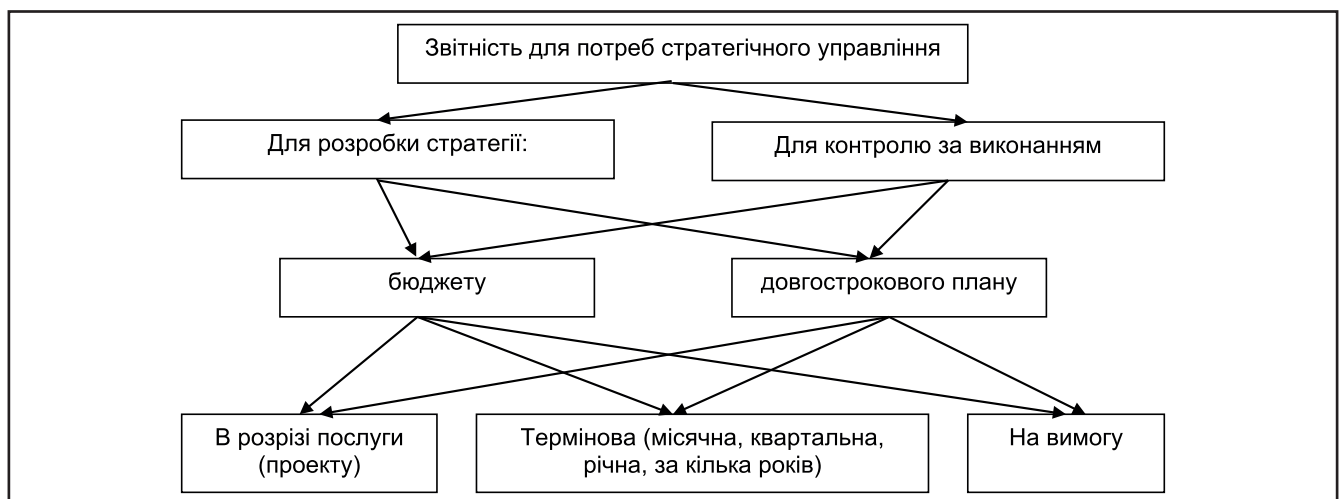 Звітність для потреб стратегічного управління
Для розробки стратегії:
Для контролю за виконанням
бюджету
довгострокового плану
В розрізі послуги
(проекту)
Термінова (місячна, квартальна,
річна, за кілька років)
На вимогу